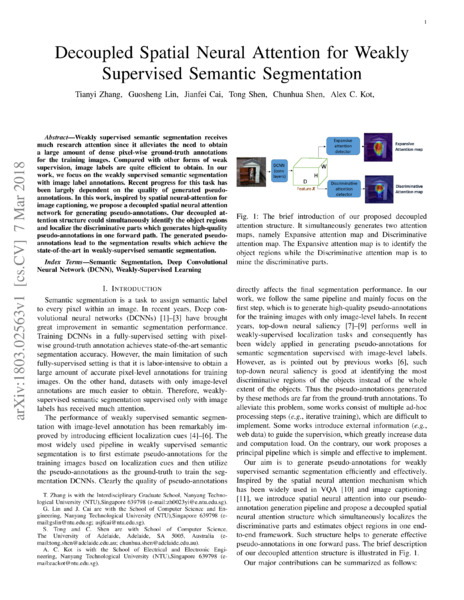 1
Decoupled Spatial Neural Attention for Weakly
Supervised Semantic Segmentation
Tianyi Zhang, Guosheng Lin, Jianfei Cai, Tong Shen, Chunhua Shen, Alex C. Kot,
arXiv:1803.02563v1 [cs.CV] 7 Mar 2018
Abstract—Weakly supervised semantic segmentation receives
much research attention since it alleviates the need to obtain
a large amount of dense pixel-wise ground-truth annotations
for the training images. Compared with other forms of weak
supervision, image labels are quite efficient to obtain. In our
work, we focus on the weakly supervised semantic segmentation
with image label annotations. Recent progress for this task has
been largely dependent on the quality of generated pseudo-
annotations. In this work, inspired by spatial neural-attention for
image captioning, we propose a decoupled spatial neural attention
network for generating pseudo-annotations. Our decoupled at-
tention structure could simultaneously identify the object regions
and localize the discriminative parts which generates high-quality
pseudo-annotations in one forward path. The generated pseudo-
annotations lead to the segmentation results which achieve the
state-of-the-art in weakly-supervised semantic segmentation.
Index Terms—Semantic Segmentation, Deep Convolutional
Neural Network (DCNN), Weakly-Supervised Learning
I. INTRODUCTION
Semantic segmentation is a task to assign semantic label
to every pixel within an image. In recent years, Deep con-
volutional neural networks (DCNNs) [1]–[3] have brought
great improvement in semantic segmentation performance.
Training DCNNs in a fully-supervised setting with pixel-
wise ground-truth annotation achieves state-of-the-art semantic
segmentation accuracy. However, the main limitation of such
fully-supervised setting is that it is labor-intensive to obtain a
large amount of accurate pixel-level annotations for training
images. On the other hand, datasets with only image-level
annotations are much easier to obtain. Therefore, weakly-
supervised semantic segmentation supervised only with image
labels has received much attention.
The performance of weakly supervised semantic segmen-
tation with image-level annotation has been remarkably im-
proved by introducing efficient localization cues [4]–[6]. The
most widely used pipeline in weakly supervised semantic
segmentation is to first estimate pseudo-annotations for the
training images based on localization cues and then utilize
the pseudo-annotations as the ground-truth to train the seg-
mentation DCNNs. Clearly the quality of pseudo-annotations
T. Zhang is with the Interdisciplinary Graduate School, Nanyang Techno-
logical University (NTU),Singapore 639798 (e-mail:zh0023yi@e.ntu.edu.sg).
G. Lin and J. Cai are with the School of Computer Science and En-
gineering, Nanyang Technological University (NTU),Singapore 639798 (e-
mail:gslin@ntu.edu.sg; asjfcai@ntu.edu.sg).
S. Tong and C. Shen are with School of Computer Science,
The University of Adelaide, Adelaide, SA 5005, Australia (e-
mail:tong.shen@adelaide.edu.au; chunhua.shen@adelaide.edu.au).
A. C. Kot is with the School of Electrical and Electronic Engi-
neering, Nanyang Technological University (NTU),Singapore 639798 (e-
mail:eackot@ntu.edu.sg).
DCNN
(conv
maps)
W
H
D
Feature
Expansive
attention
detector
Discriminative
attention
detector
Expansive
Attention map
Discriminative
Attention map
Fig. 1: The brief introduction of our proposed decoupled
attention structure. It simultaneously generates two attention
maps, namely Expansive attention map and Discriminative
attention map. The Expansive attention map is to identify the
object regions while the Discriminative attention map is to
mine the discriminative parts.
directly affects the final segmentation performance. In our
work, we follow the same pipeline and mainly focus on the
first step, which is to generate high-quality pseudo-annotations
for the training images with only image-level labels. In recent
years, top-down neural saliency [7]–[9] performs well in
weakly-supervised localization tasks and consequently has
been widely applied in generating pseudo-annotations for
semantic segmentation supervised with image-level labels.
However, as is pointed out by previous works [6], such
top-down neural saliency is good at identifying the most
discriminative regions of the objects instead of the whole
extent of the objects. Thus the pseudo-annotations generated
by these methods are far from the ground-truth annotations. To
alleviate this problem, some works consist of multiple ad-hoc
processing steps (e.g., iterative training), which are difficult to
implement. Some works introduce external information (e.g.,
web data) to guide the supervision, which greatly increase data
and computation load. On the contrary, our work proposes a
principal pipeline which is simple and effective to implement.
Our aim is to generate pseudo-annotations for weakly
supervised semantic segmentation efficiently and effectively.
Inspired by the spatial neural attention mechanism which
has been widely used in VQA [10] and image captioning
[11], we introduce spatial neural attention into our pseudo-
annotation generation pipeline and propose a decoupled spatial
neural attention structure which simultaneously localizes the
discriminative parts and estimates object regions in one end-
to-end framework. Such structure helps to generate effective
pseudo-annotations in one forward pass. The brief description
of our decoupled attention structure is illustrated in Fig. 1.
Our major contributions can be summarized as follows: